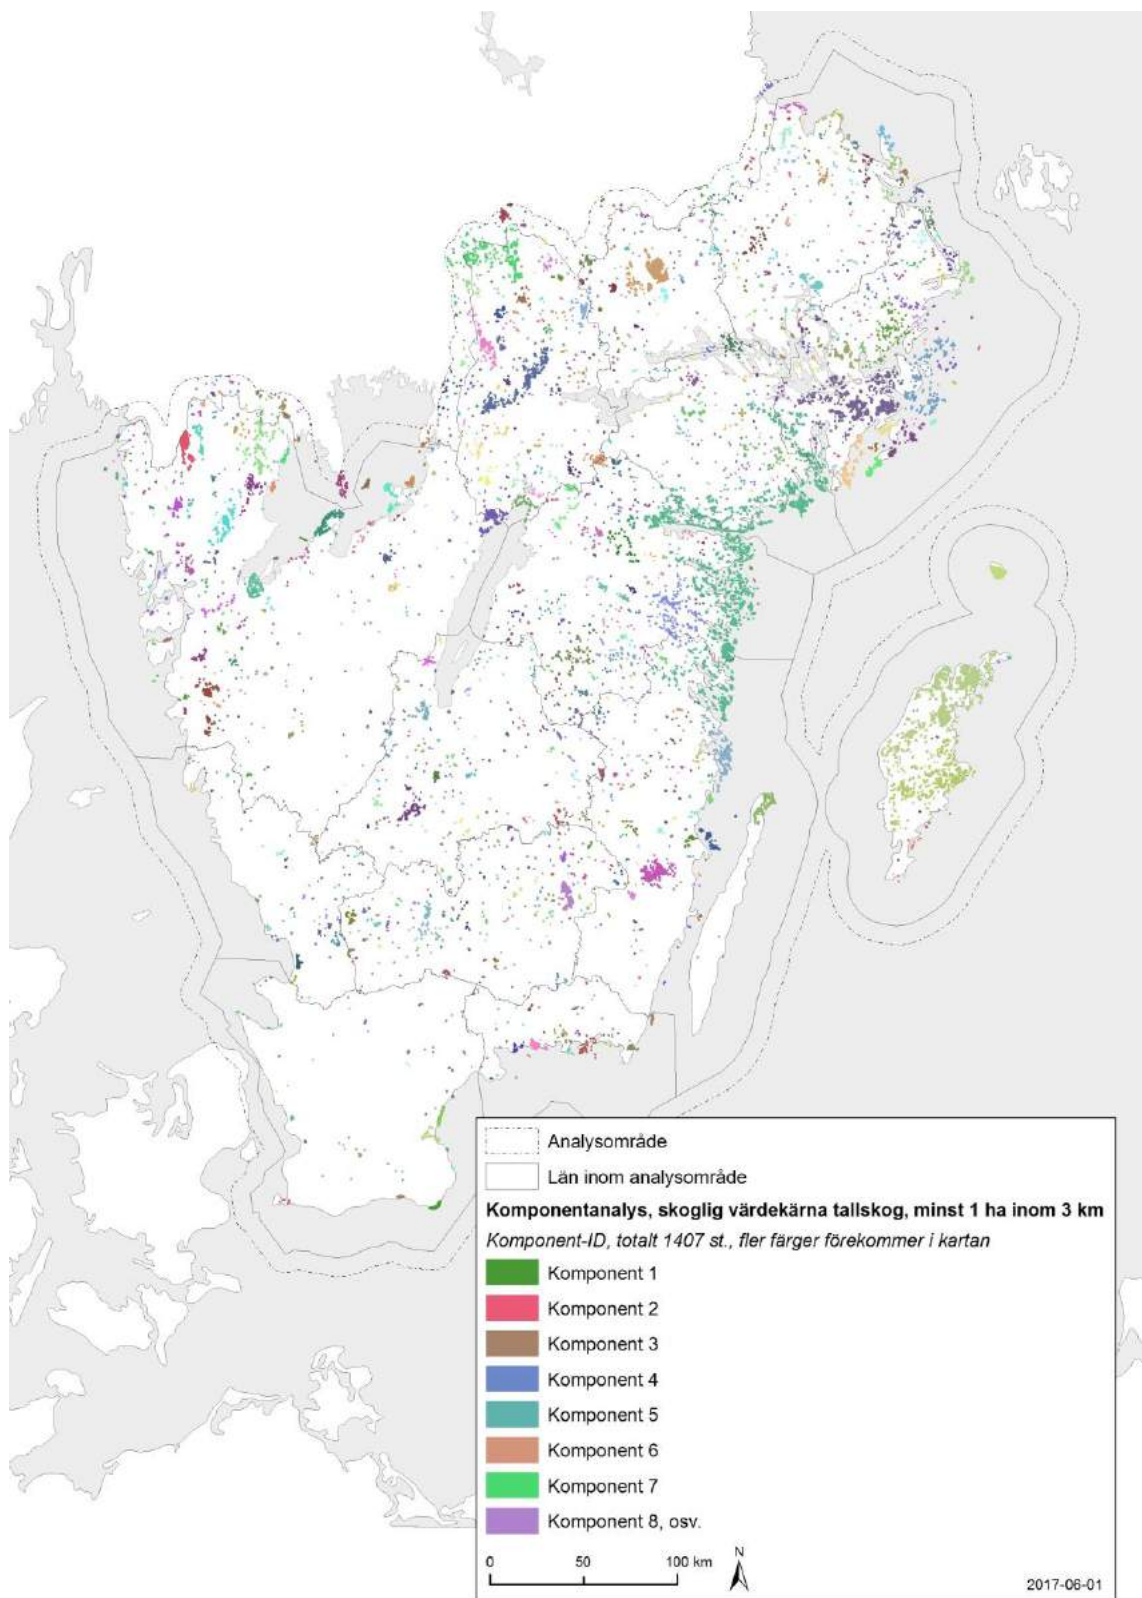 Analysområde
Län inom analysområde
Komponentanalys, skoglig värdekärna tallskog, minst 1 ha inom 3 km
Komponent-ID, totalt 1407 st., fler färger förekommer i kartan
Komponent 1
Komponent 2
Komponent 3
Komponent 4
Komponent 5
Komponent 6
Komponent 7
Komponent 8, osv.
0 50 100 km
N
2017-06-01